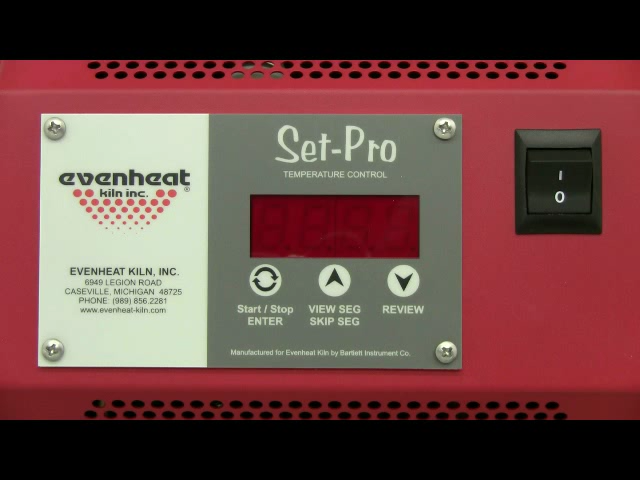 evenheat®
kiln inc.
EVENHEAT KILN, INC.
6949 LEGION ROAD
CASEVILLE, MICHIGAN 48725
PHONE: (989) 856.2281
www.evenheat-kiln.com
Set-Pro
TEMPERATURE CONTROL
Start / Stop
ENTER
VIEW SEG
SKIP SEG
REVIEW
Manufactured for Evenheat Kiln by Bartlett Instrument Co.
I
O